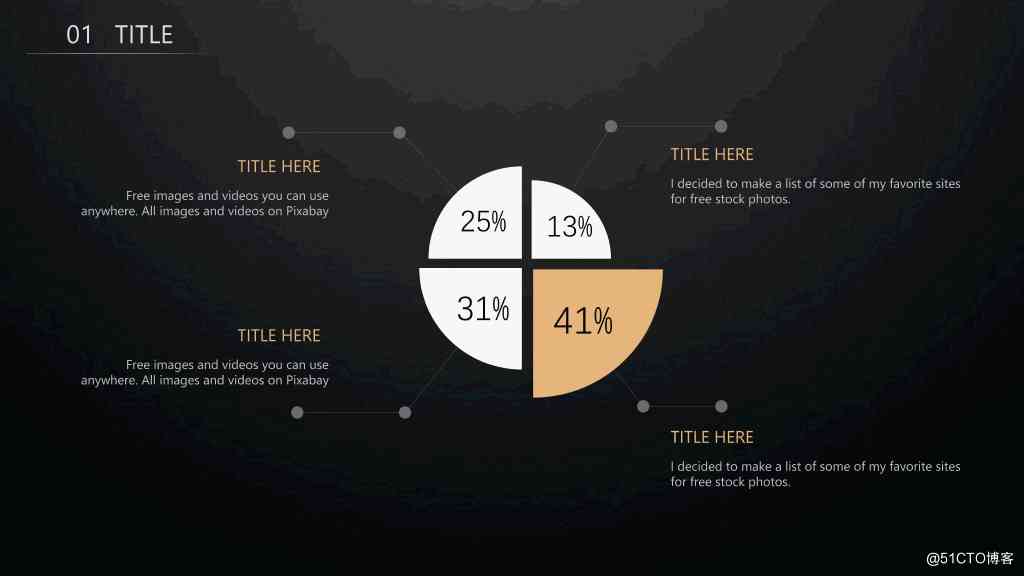 01 TITLE
TITLE HERE
Free images and videos you can use
anywhere. All images and videos on Pixabay
TITLE HERE
I decided to make a list of some of my favorite sites
for free stock photos.
25%
13%
31%
41%
TITLE HERE
Free images and videos you can use
anywhere. All images and videos on Pixabay
TITLE HERE
I decided to make a list of some of my favorite sites
for free stock photos.
@51CTO博客